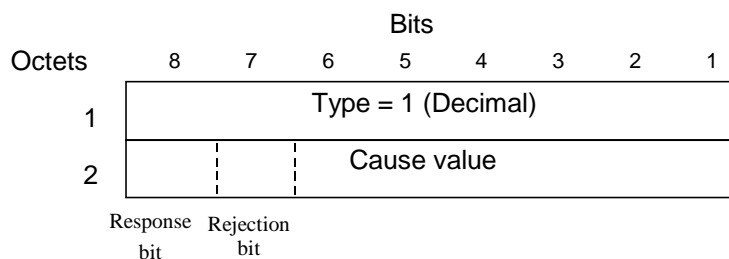 Bits
Octets 8 7 6 5 4 3 2 1
1 Type = 1 (Decimal)
2 Cause value
Response Rejection
bit bit